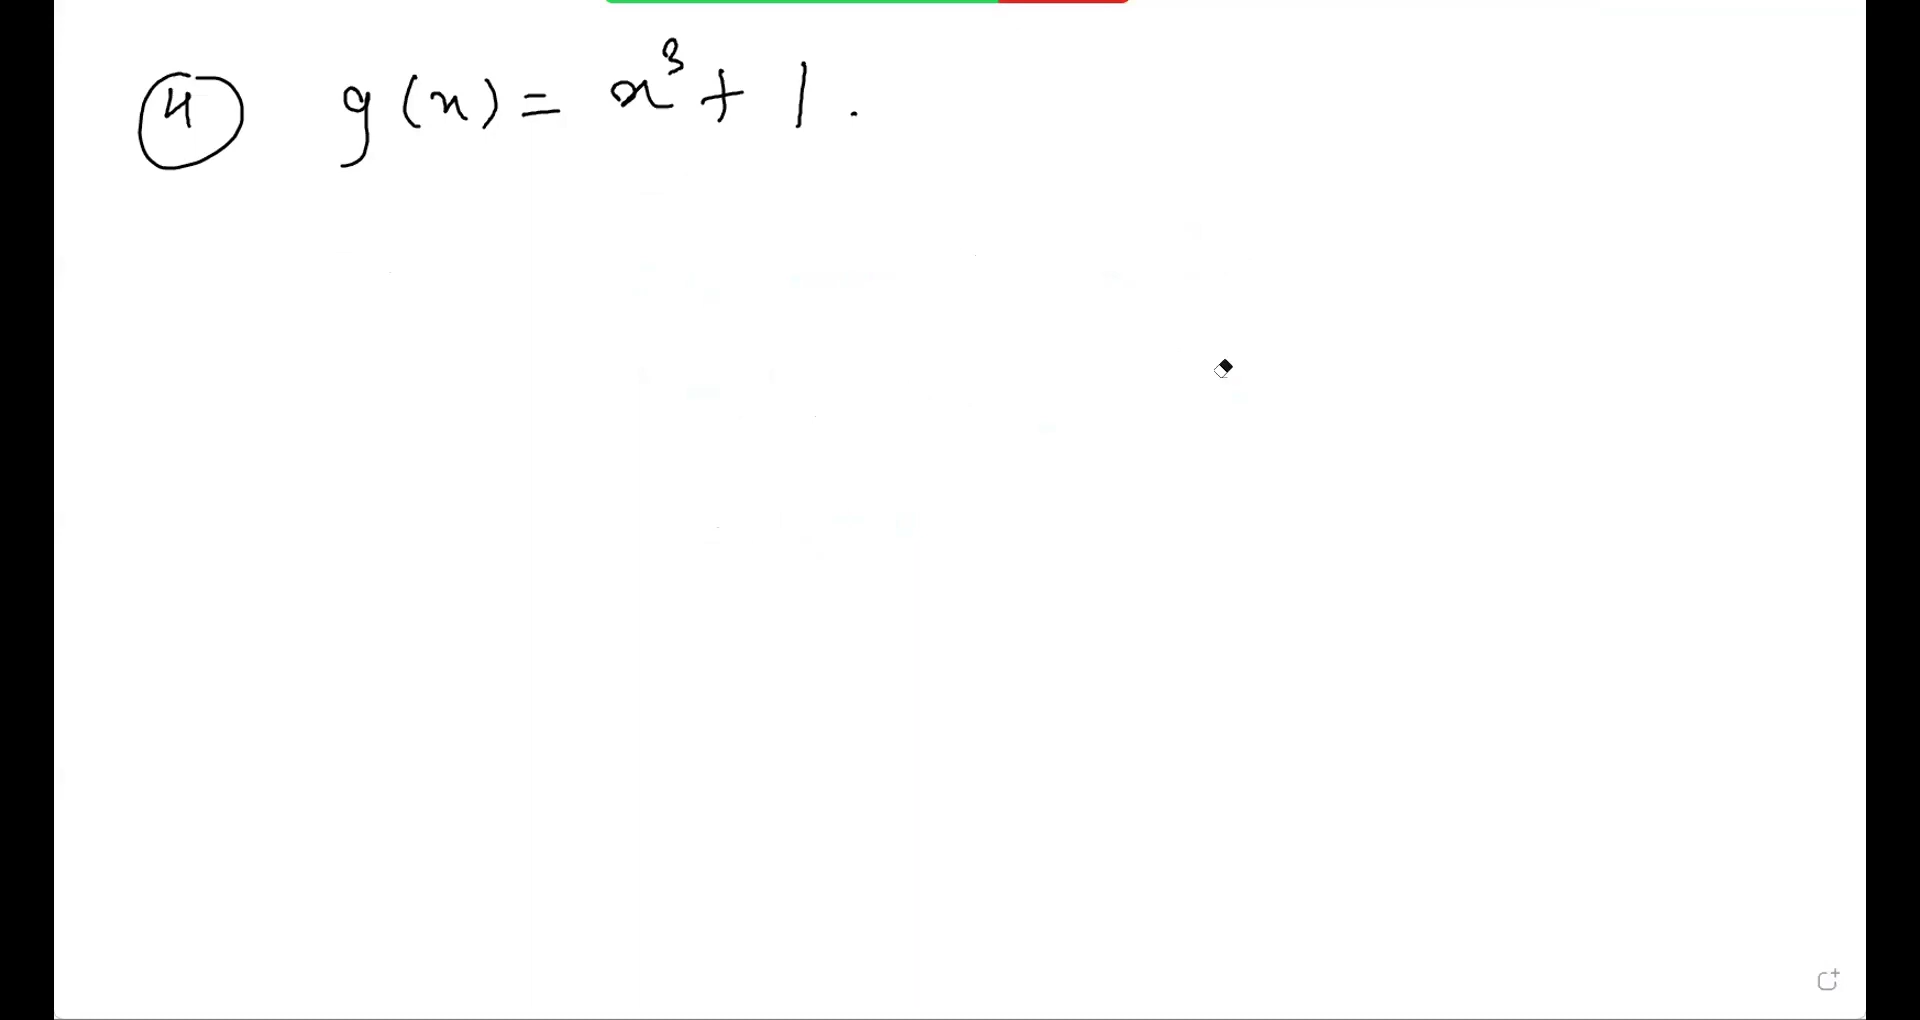 ④ g(x) = x³ + 1.